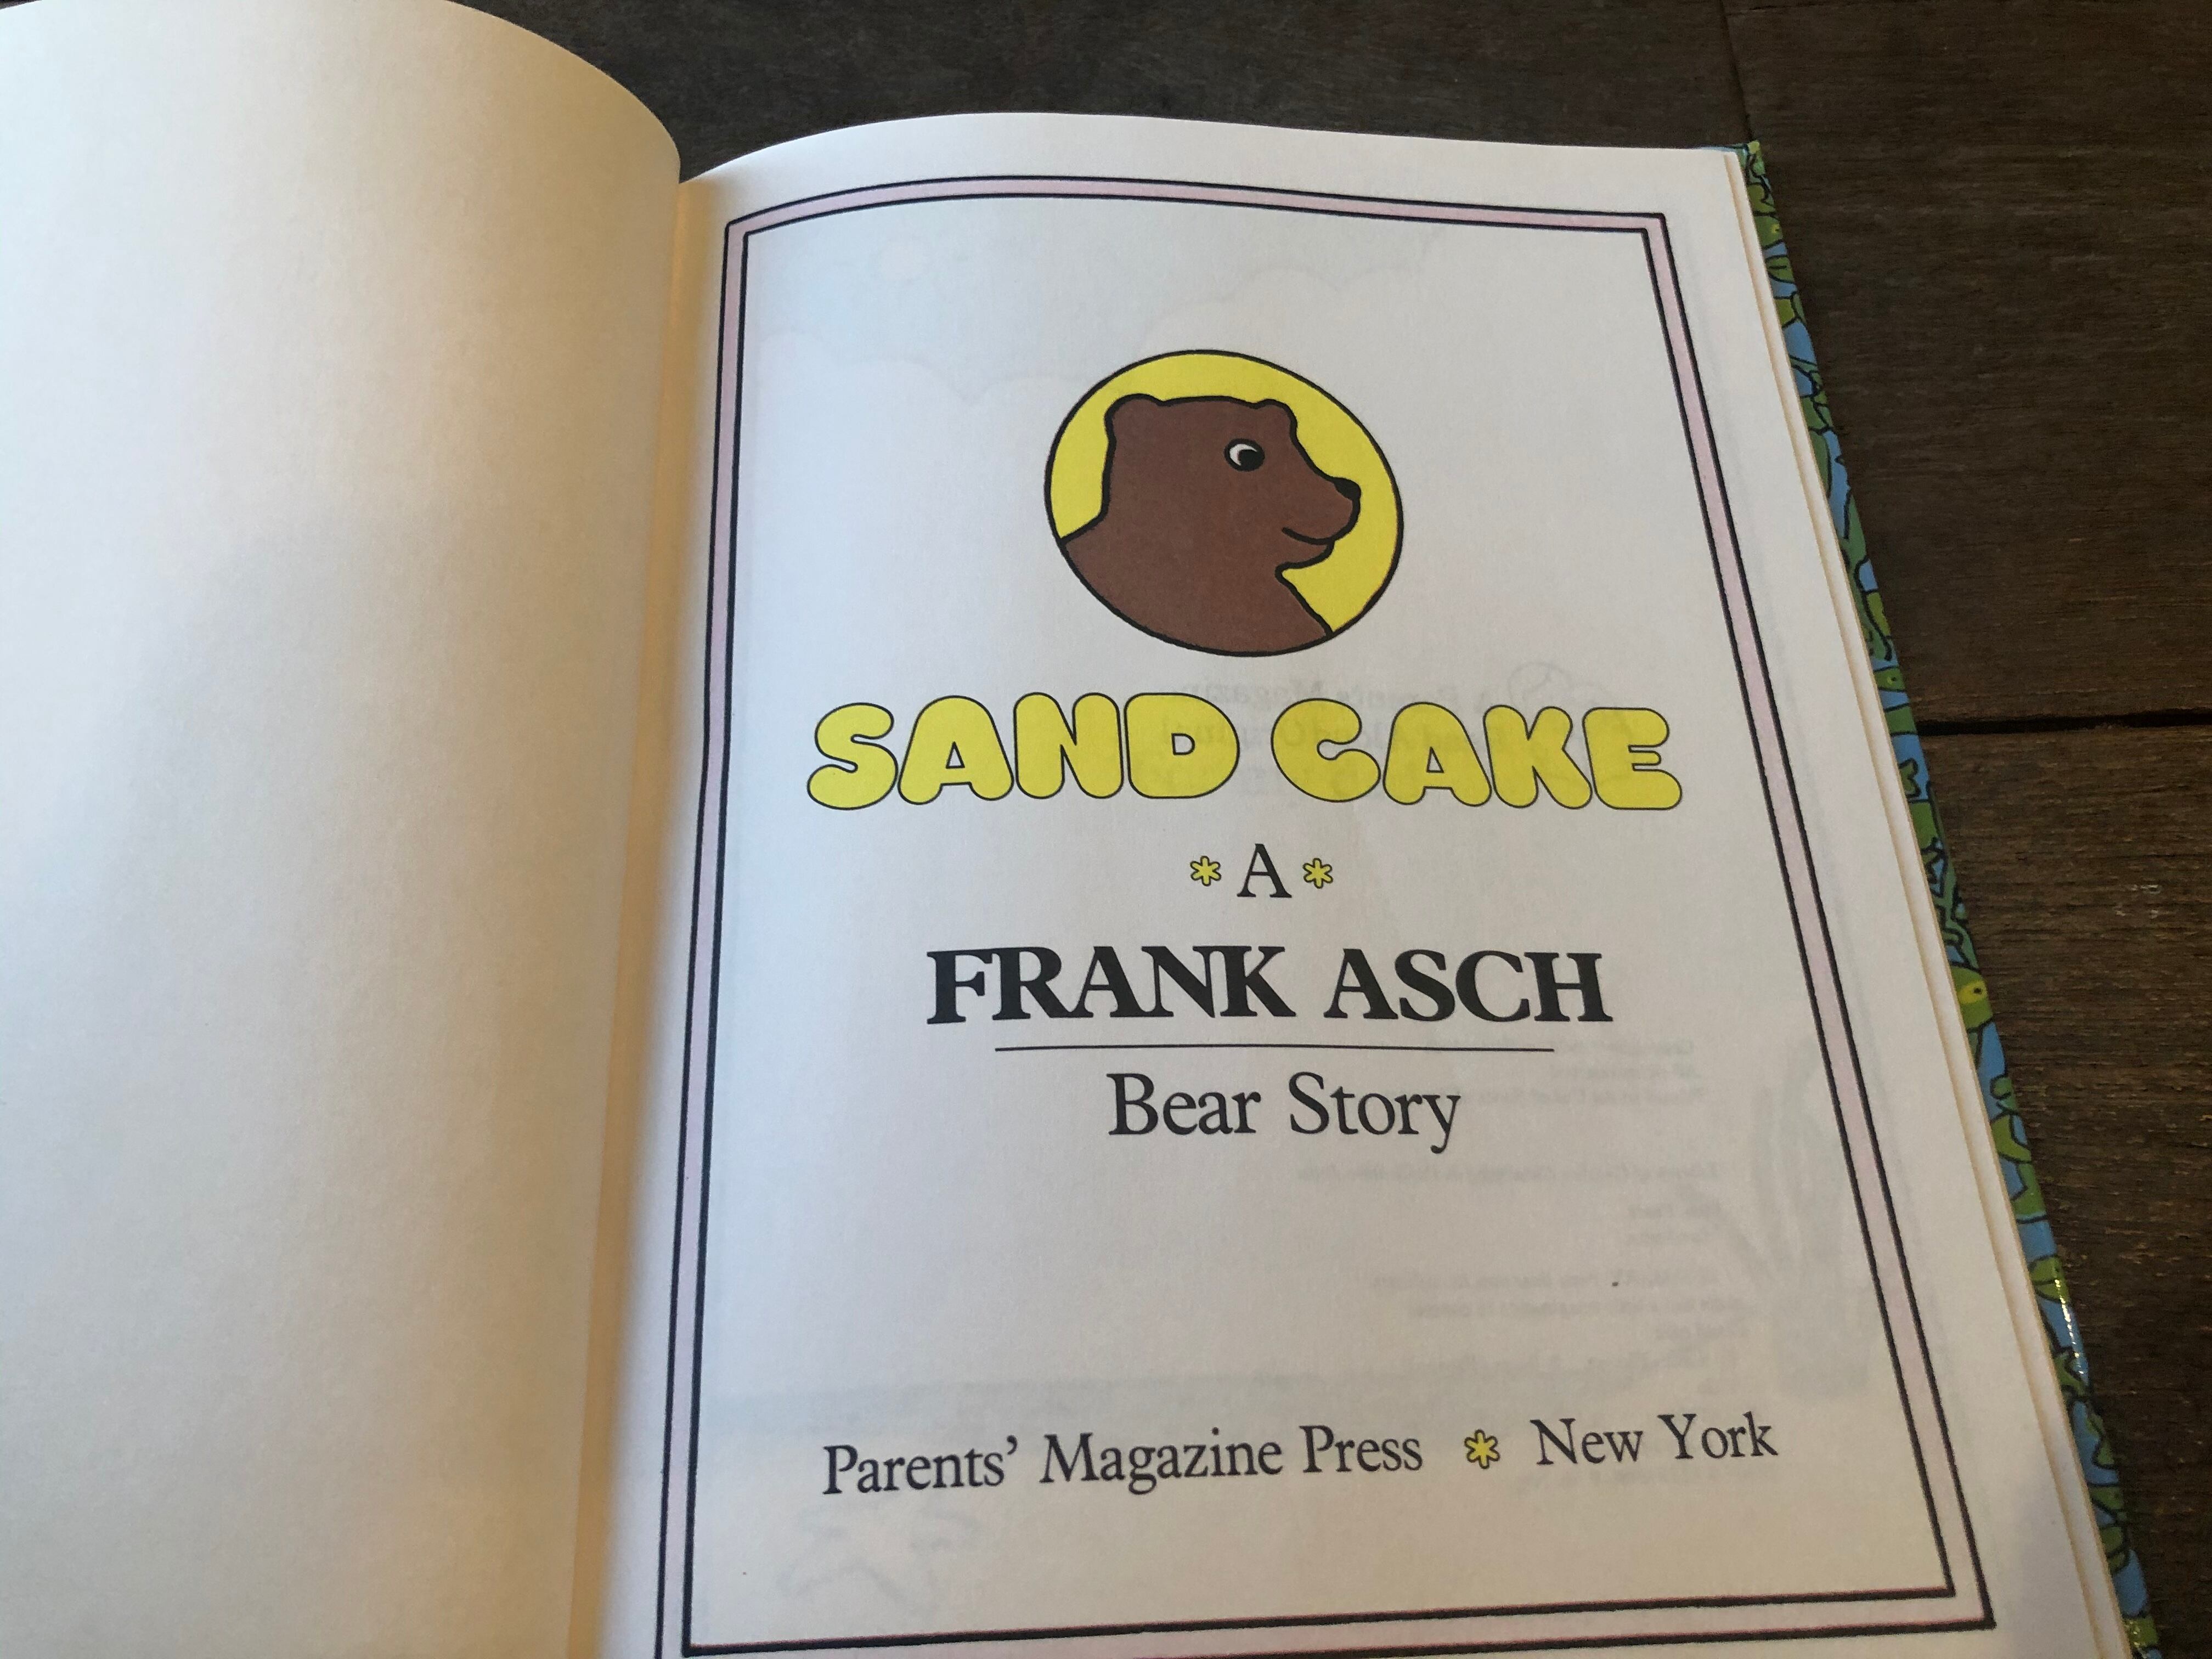 SAND CAKE
* A *
FRANK ASCH
Bear Story
Parents' Magazine Press * New York